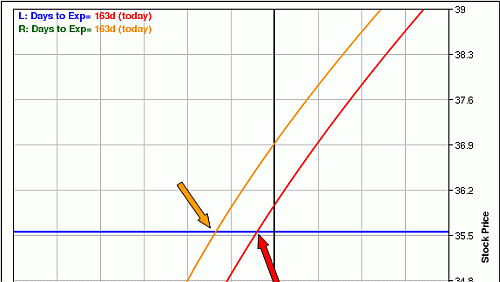 L: Days to Exp= 163d (today)
R: Days to Exp= 163d (today)
39
38.3
37.6
36.9
36.2
35.5
34.8
Stock Price